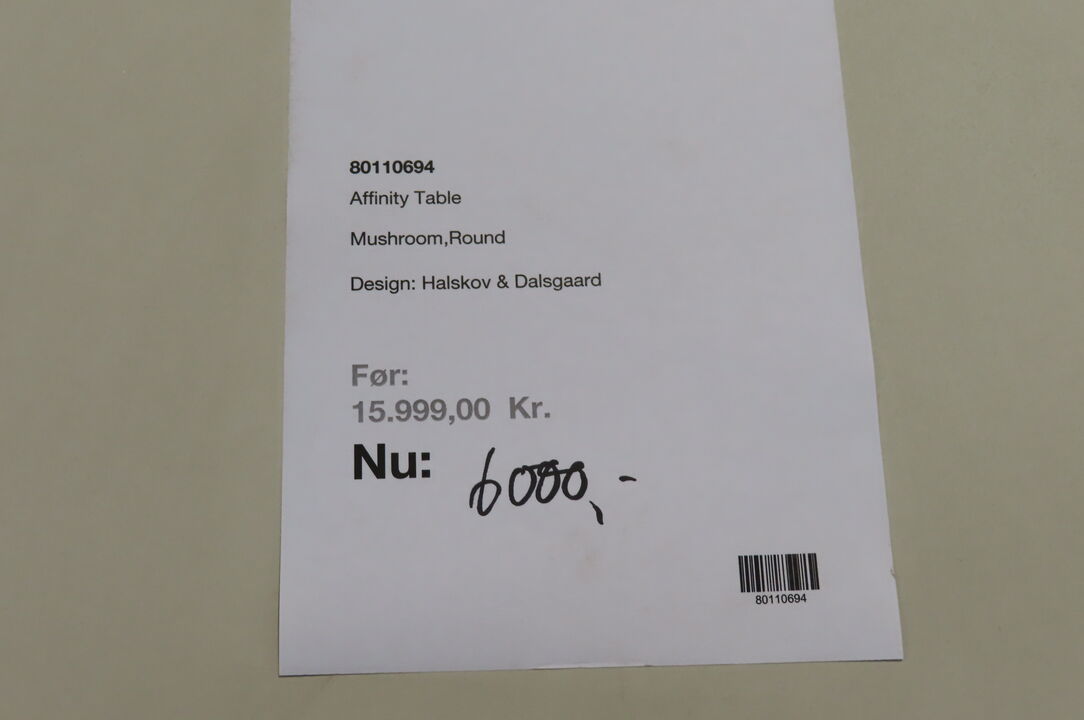 80110694
Affinity Table
Mushroom,Round
Design: Halskov & Dalsgaard
Før:
15.999,00 Kr.
Nu: 6000,-
80110694